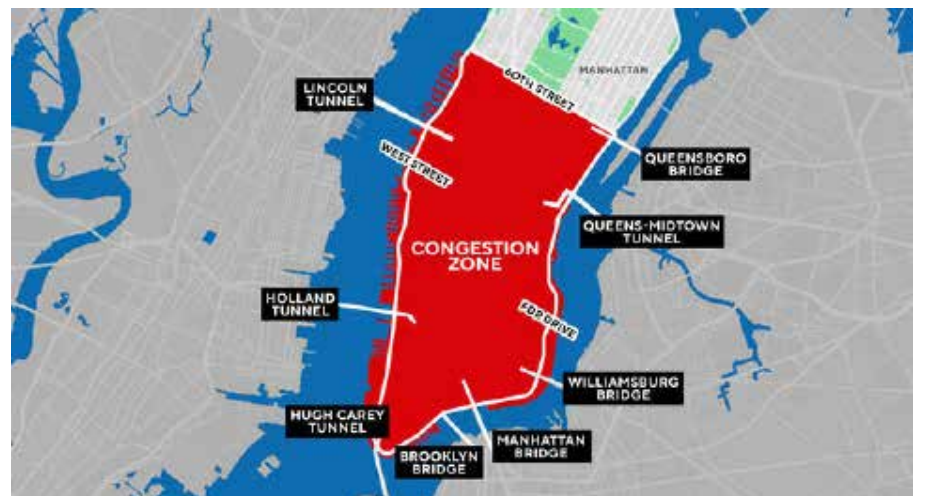 MANHATTAN
60TH STREET
LINCOLN
TUNNEL
WEST STREET
QUEENSBORO
BRIDGE
QUEENS-MIDTOWN
TUNNEL
CONGESTION
ZONE
HOLLAND
TUNNEL
FDR DRIVE
WILLIAMSBURG
BRIDGE
HUGH CAREY
TUNNEL
MANHATTAN
BRIDGE
BROOKLYN
BRIDGE